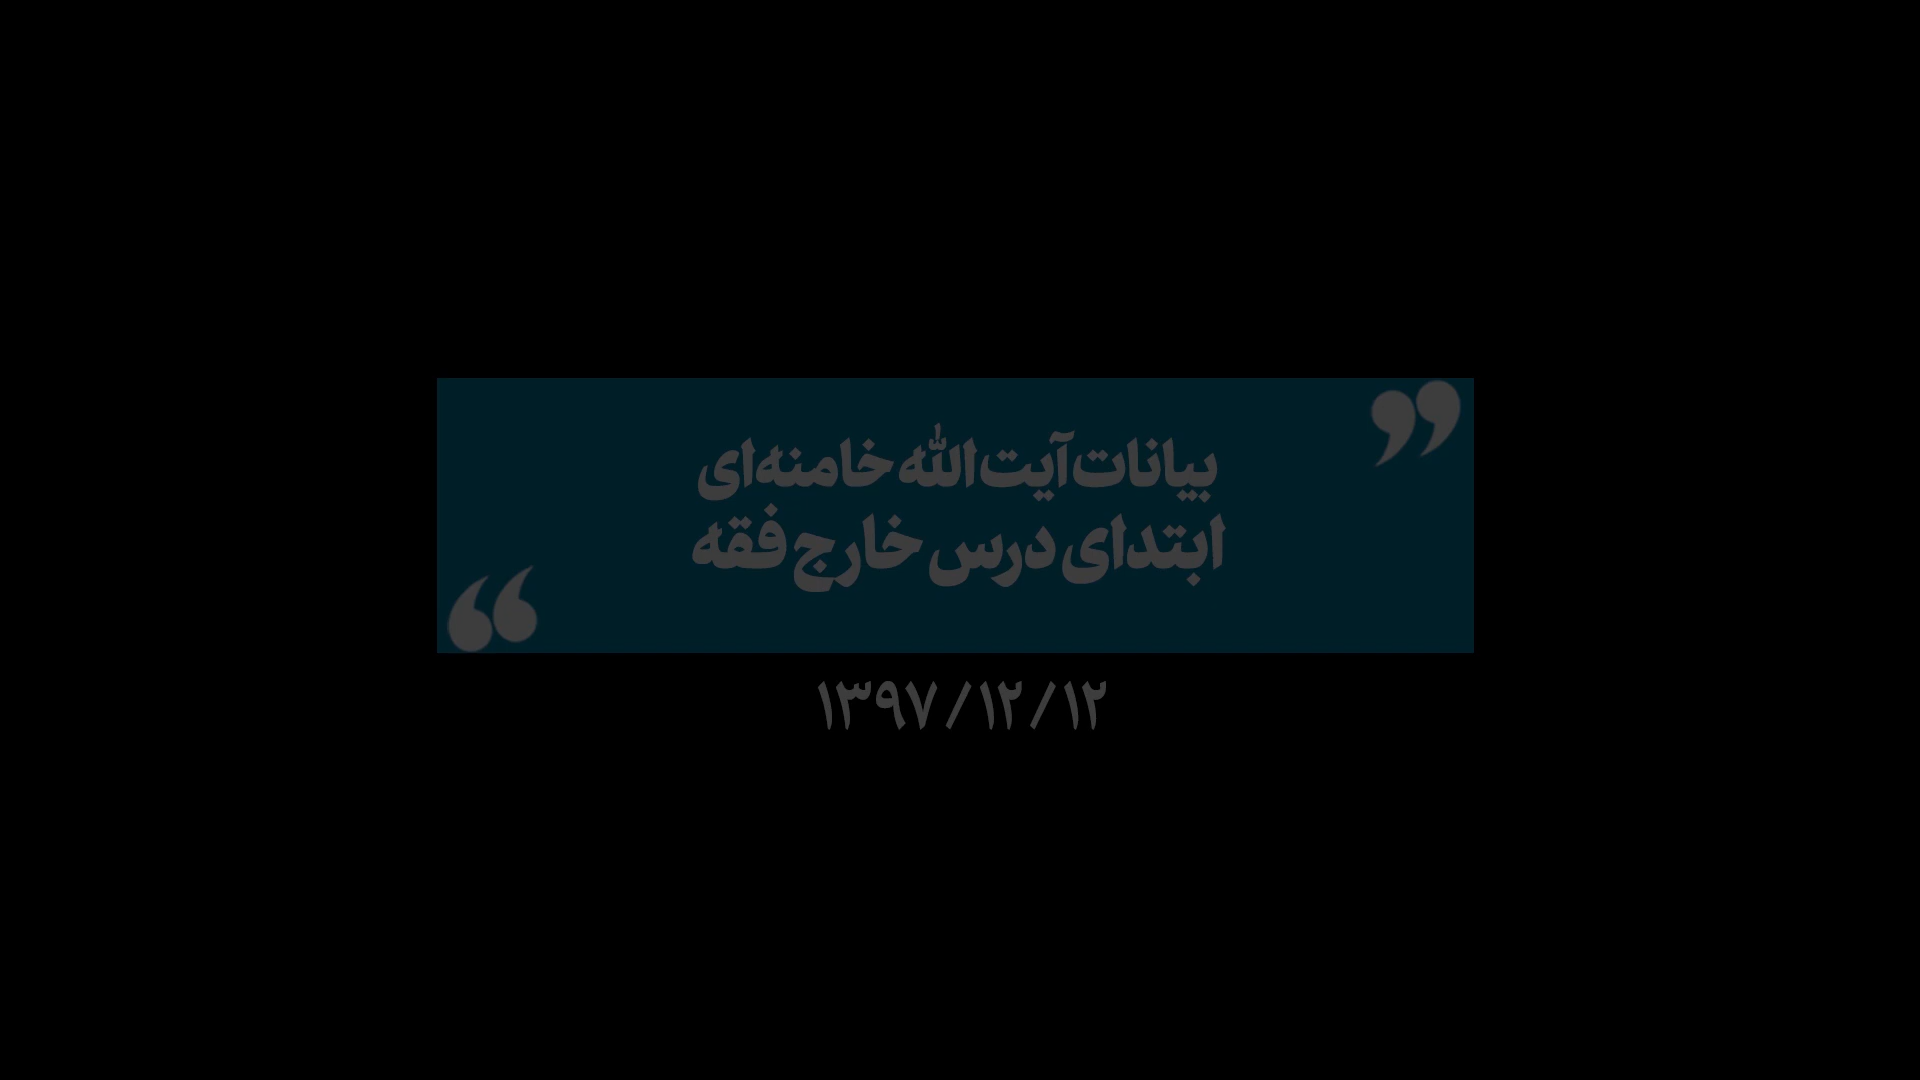 بیانات آیت الله خامنه‌ای
ابتدای درس خارج فقه
۱۳۹۷/۱۲/۱۲